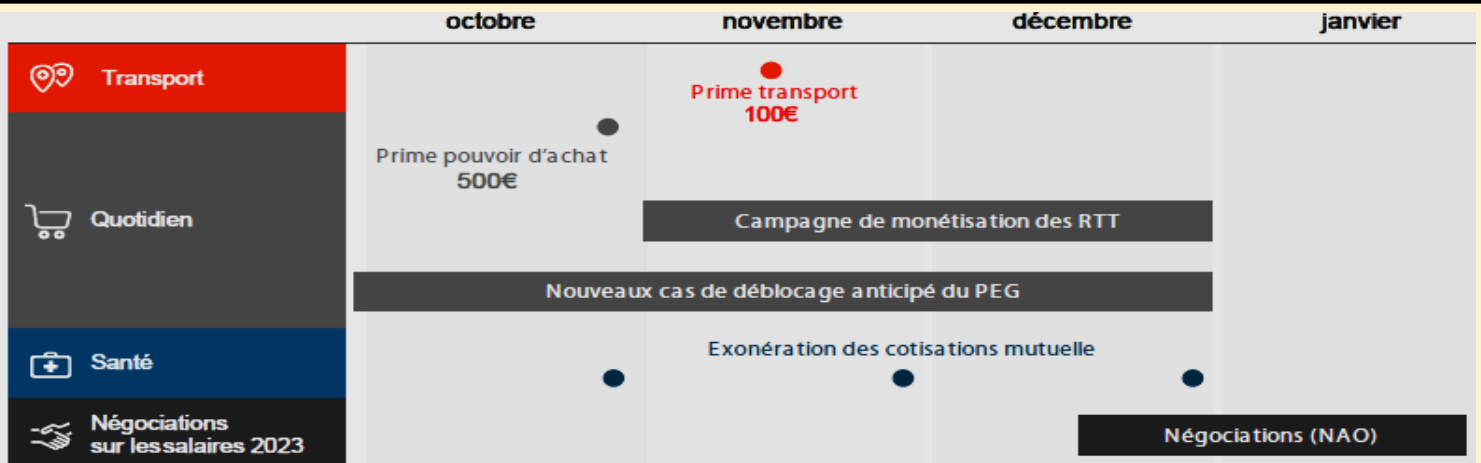 octobre novembre décembre janvier
Transport
Prime transport
100€
Prime pouvoir d'achat
500€
Quotidien
Campagne de monétisation des RTT
Nouveaux cas de déblocage anticipé du PEG
Santé
Exonération des cotisations mutuelle
Négociations
sur les salaires 2023
Négociations (NAO)